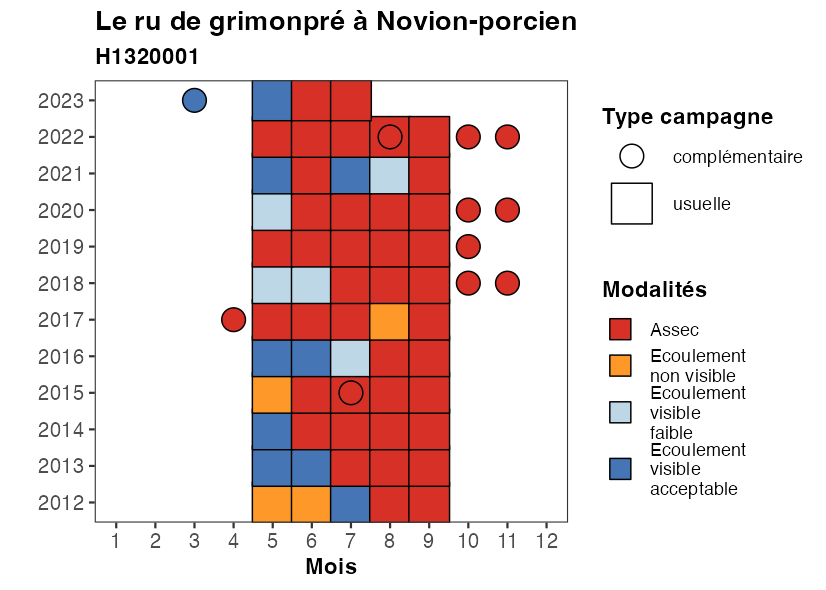 Le ru de grimonpré à Novion-porcien
H1320001
2023
2022
2021
2020
2019
2018
2017
2016
2015
2014
2013
2012
1 2 3 4 5 6 7 8 9 10 11 12
Mois
Type campagne
complémentaire
usuelle
Modalités
Assec
Ecoulement
non visible
Ecoulement
visible
faible
Ecoulement
visible
acceptable